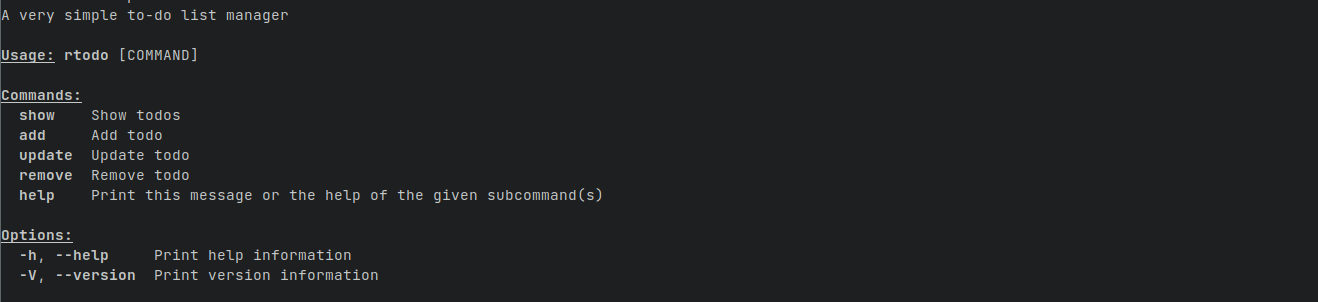 A very simple to-do list manager
Usage: rtodo [COMMAND]
Commands:
show Show todos
add Add todo
update Update todo
remove Remove todo
help Print this message or the help of the given subcommand(s)
Options:
-h, --help Print help information
-V, --version Print version information